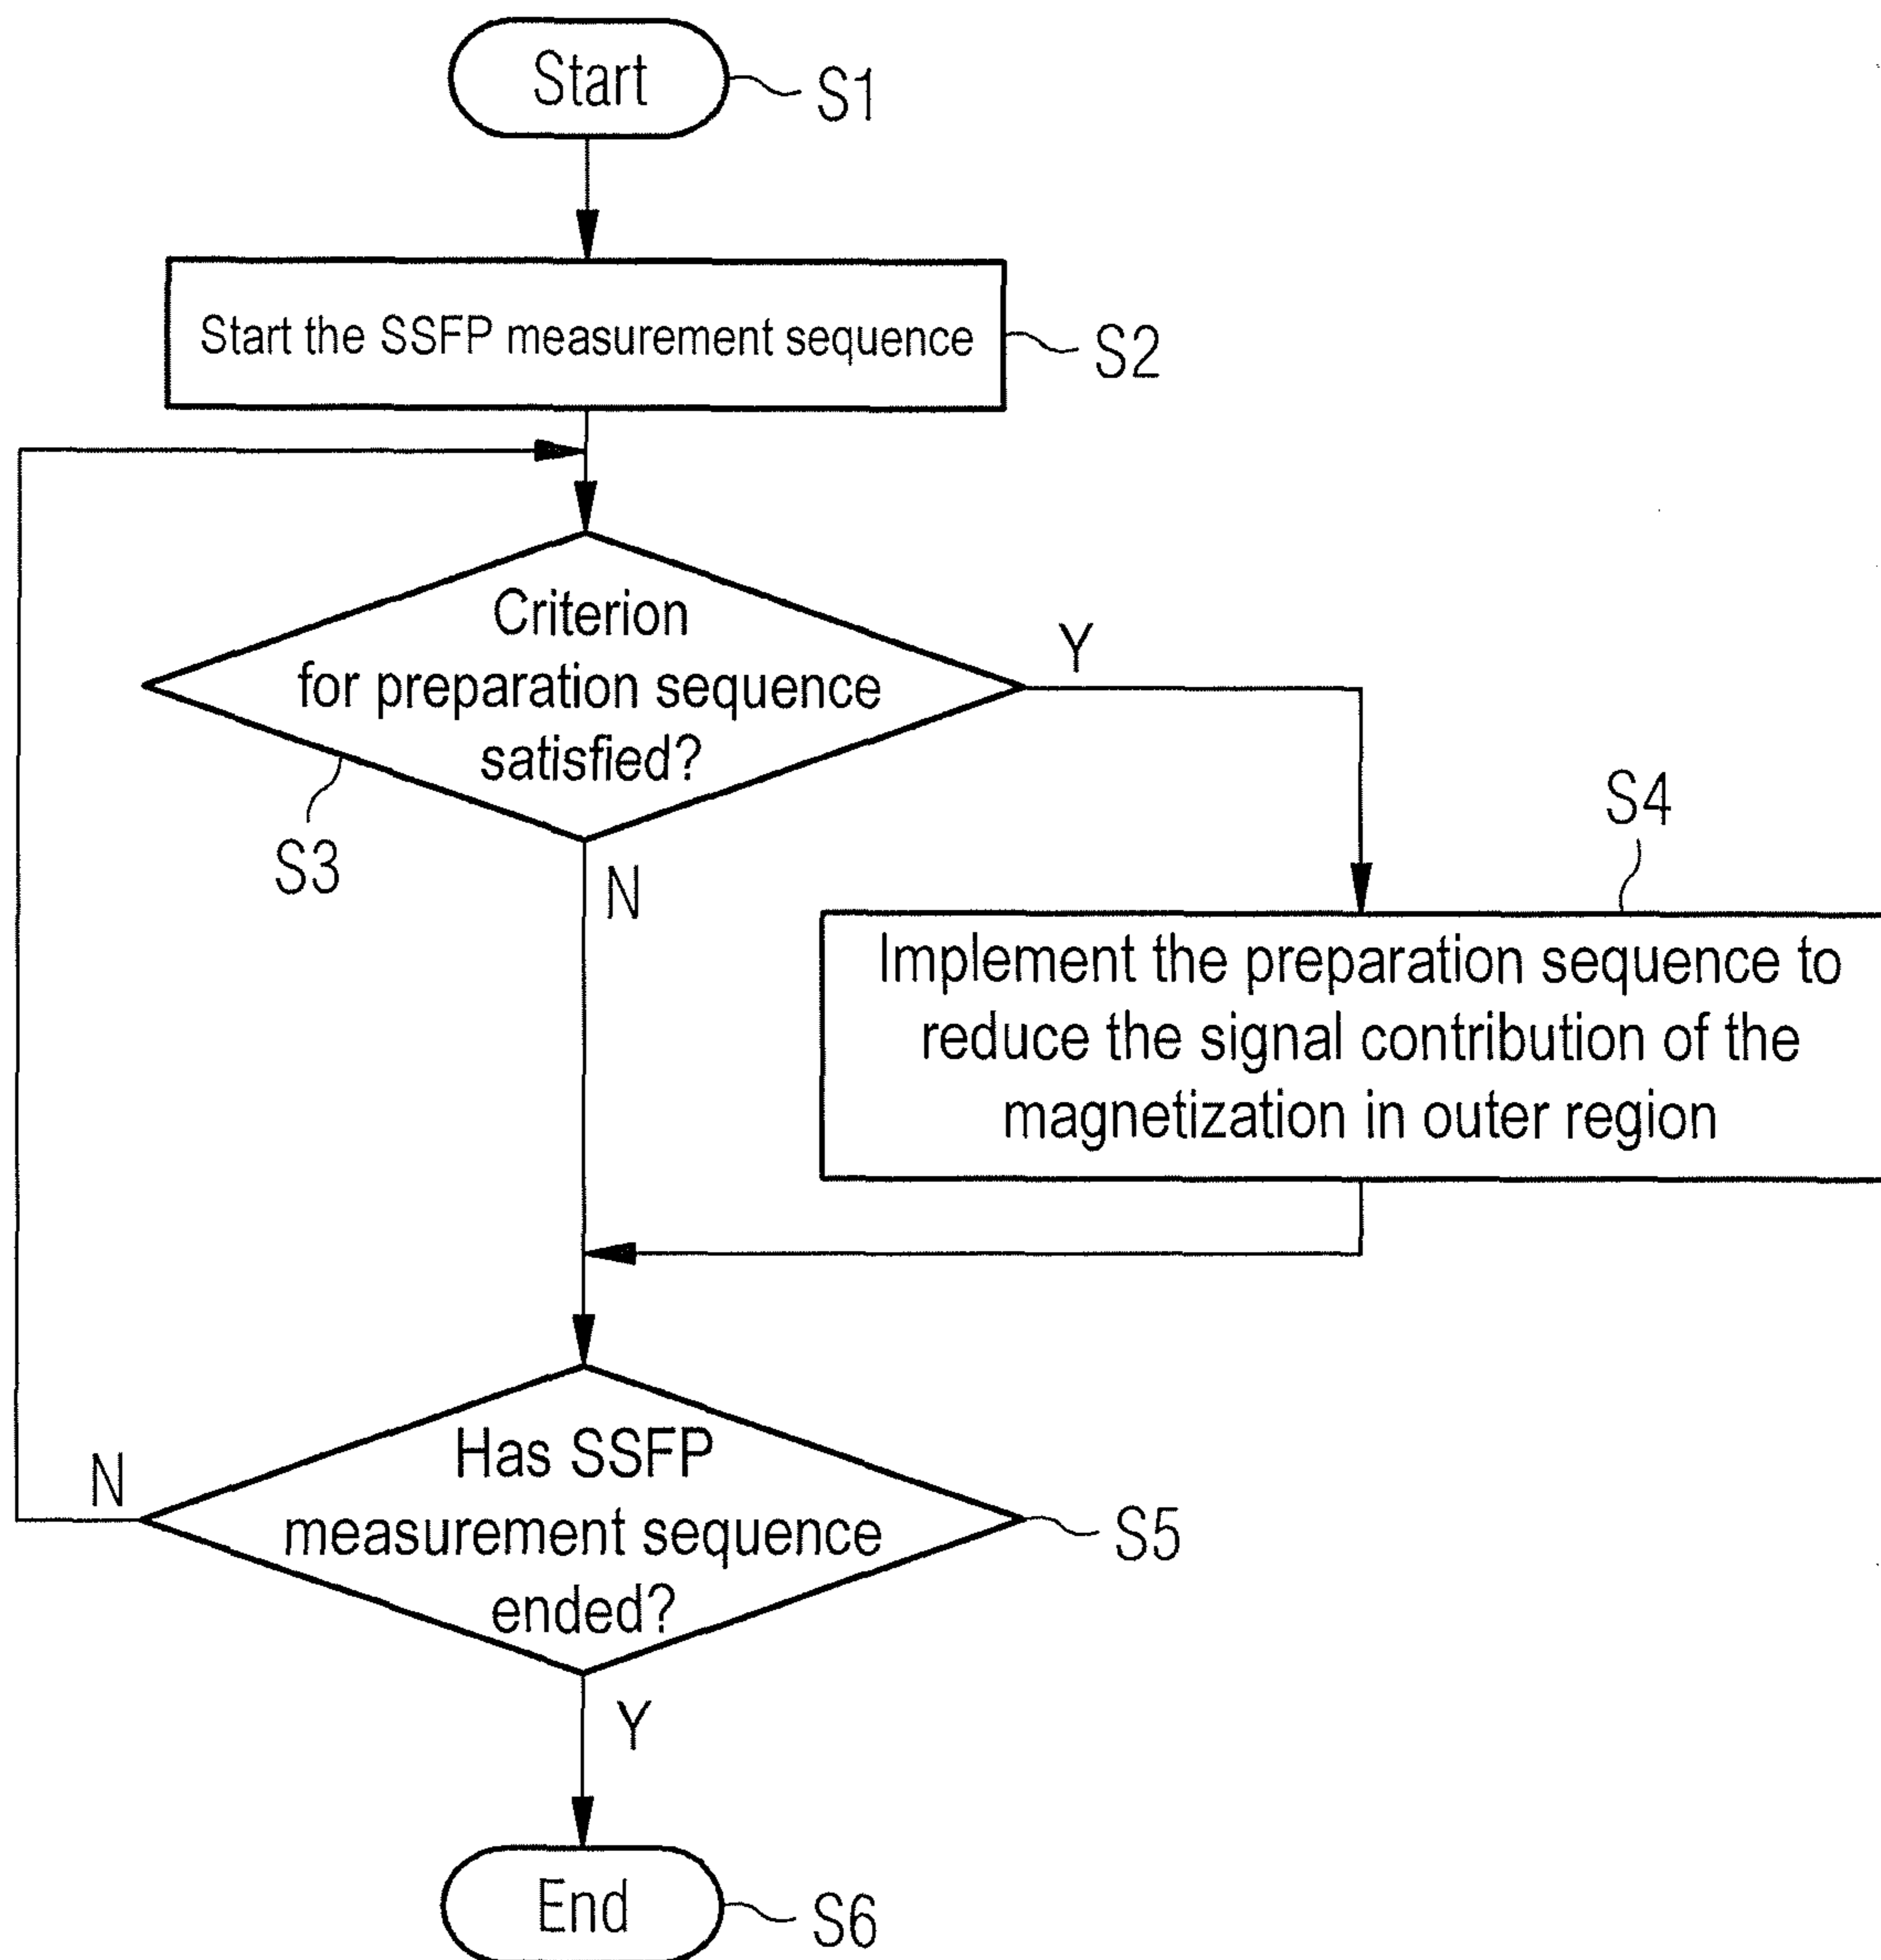 Start
S1
Start the SSFP measurement sequence
S2
Criterion
for preparation sequence
satisfied?
Y
S3
N
S4
Implement the preparation sequence to
reduce the signal contribution of the
magnetization in outer region
Has SSFP
measurement sequence
ended?
N
S5
Y
End
S6